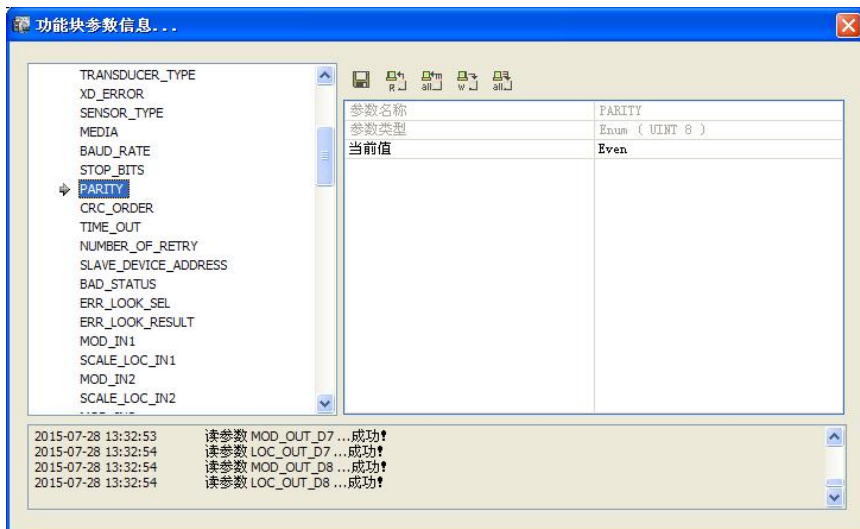 功能块参数信息...
TRANSDUCER_TYPE
XD_ERROR
SENSOR_TYPE
MEDIA
BAUD_RATE
STOP_BITS
PARITY
CRC_ORDER
TIME_OUT
NUMBER_OF_RETRY
SLAVE_DEVICE_ADDRESS
BAD_STATUS
ERR_LOOK_SEL
ERR_LOOK_RESULT
MOD_IN1
SCALE_LOC_IN1
MOD_IN2
SCALE_LOC_IN2
R all W all
参数名称 PARITY
参数类型 Enum ( UINT 8 )
当前值 Even
2015-07-28 13:32:53 读参数 MOD_OUT_D7 ...成功!
2015-07-28 13:32:54 读参数 LOC_OUT_D7 ...成功!
2015-07-28 13:32:54 读参数 MOD_OUT_D8 ...成功!
2015-07-28 13:32:54 读参数 LOC_OUT_D8 ...成功!